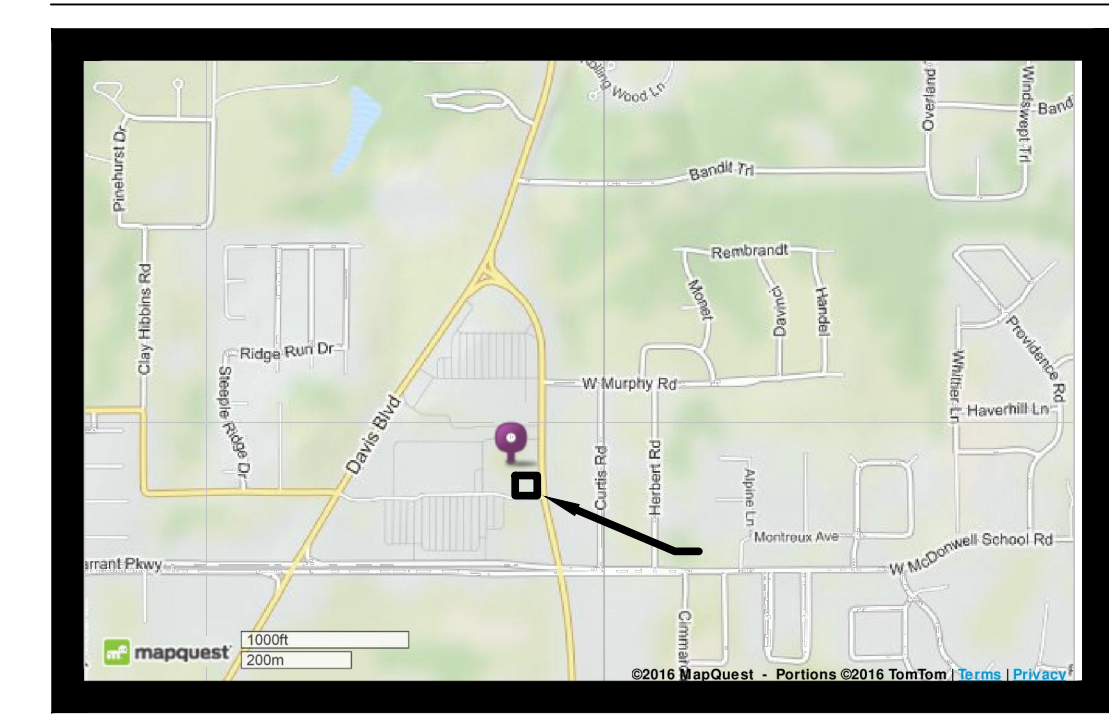 Rolling Wood Ln
Overland
Windswept Trl
Band
Pinehurst Dr
Bandit Trl
Rembrandt
Clay Hibbins Rd
Monet
Davinci
Handel
Providence Rd
Ridge Run Dr
Steeple Ridge Dr
Whittier Ln
W Murphy Rd
Davis Blvd
Haverhill Ln
Curtis Rd
Herbert Rd
Alpine Ln
Montreux Ave
W McDonwell School Rd
arrant Pkwy
Cimmar
1000ft
mapquest
200m
©2016 MapQuest - Portions ©2016 TomTom | Terms | Privacy